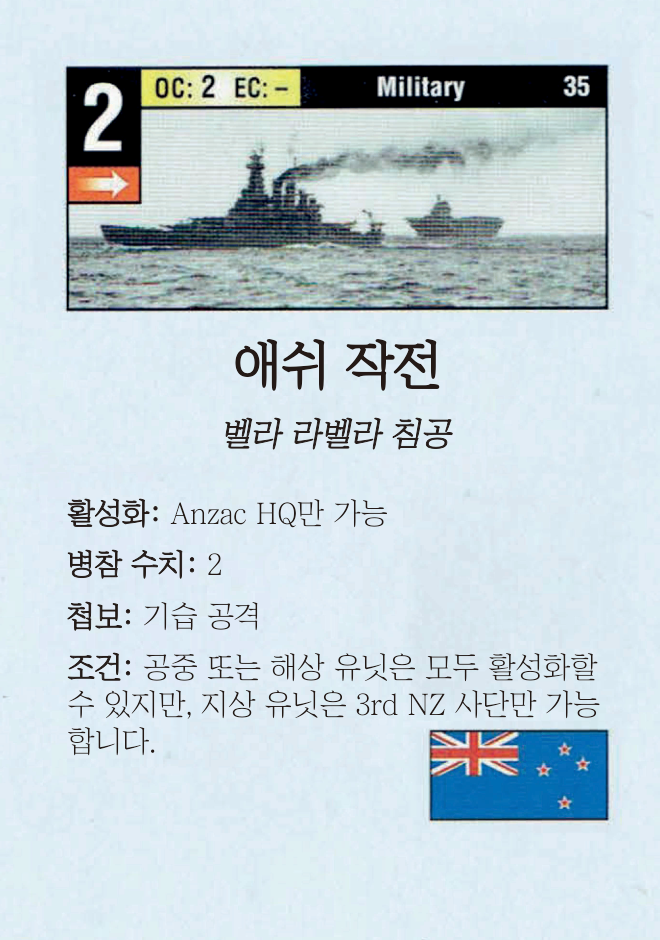 2
OC: 2 EC: – Military 35
애쉬 작전
벨라 라벨라 침공
활성화: Anzac HQ만 가능
병참 수치: 2
첩보: 기습 공격
조건: 공중 또는 해상 유닛은 모두 활성화할
수 있지만, 지상 유닛은 3rd NZ 사단만 가능
합니다.